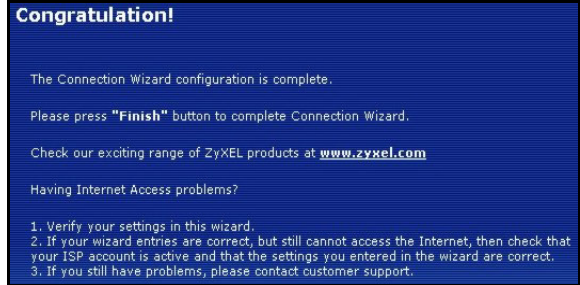 Congratulation!
The Connection Wizard configuration is complete.
Please press "Finish" button to complete Connection Wizard.
Check our exciting range of ZyXEL products at www.zyxel.com
Having Internet Access problems?
1. Verify your settings in this wizard.
2. If your wizard entries are correct, but still cannot access the Internet, then check that
your ISP account is active and that the settings you entered in the wizard are correct.
3. If you still have problems, please contact customer support.